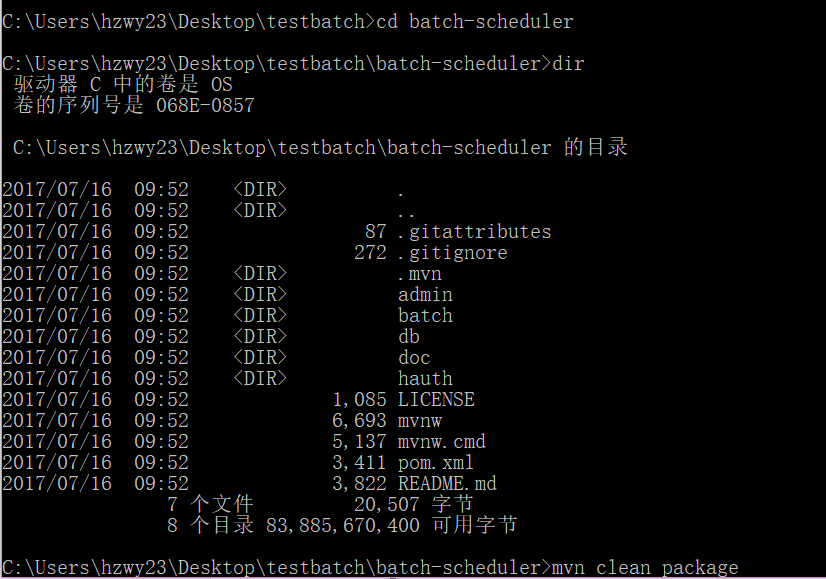 C:\Users\hzwy23\Desktop\testbatch>cd batch-scheduler
C:\Users\hzwy23\Desktop\testbatch\batch-scheduler>dir
驱动器 C 中的卷是 OS
卷的序列号是 068E-0857
C:\Users\hzwy23\Desktop\testbatch\batch-scheduler 的目录
2017/07/16  09:52    <DIR>          .
2017/07/16  09:52    <DIR>          ..
2017/07/16  09:52                87 .gitattributes
2017/07/16  09:52               272 .gitignore
2017/07/16  09:52    <DIR>          .mvn
2017/07/16  09:52    <DIR>          admin
2017/07/16  09:52    <DIR>          batch
2017/07/16  09:52    <DIR>          db
2017/07/16  09:52    <DIR>          doc
2017/07/16  09:52    <DIR>          hauth
2017/07/16  09:52             1,085 LICENSE
2017/07/16  09:52             6,693 mvnw
2017/07/16  09:52             5,137 mvnw.cmd
2017/07/16  09:52             3,411 pom.xml
2017/07/16  09:52             3,822 README.md
7 个文件         20,507 字节
8 个目录 83,885,670,400 可用字节
C:\Users\hzwy23\Desktop\testbatch\batch-scheduler>mvn clean package